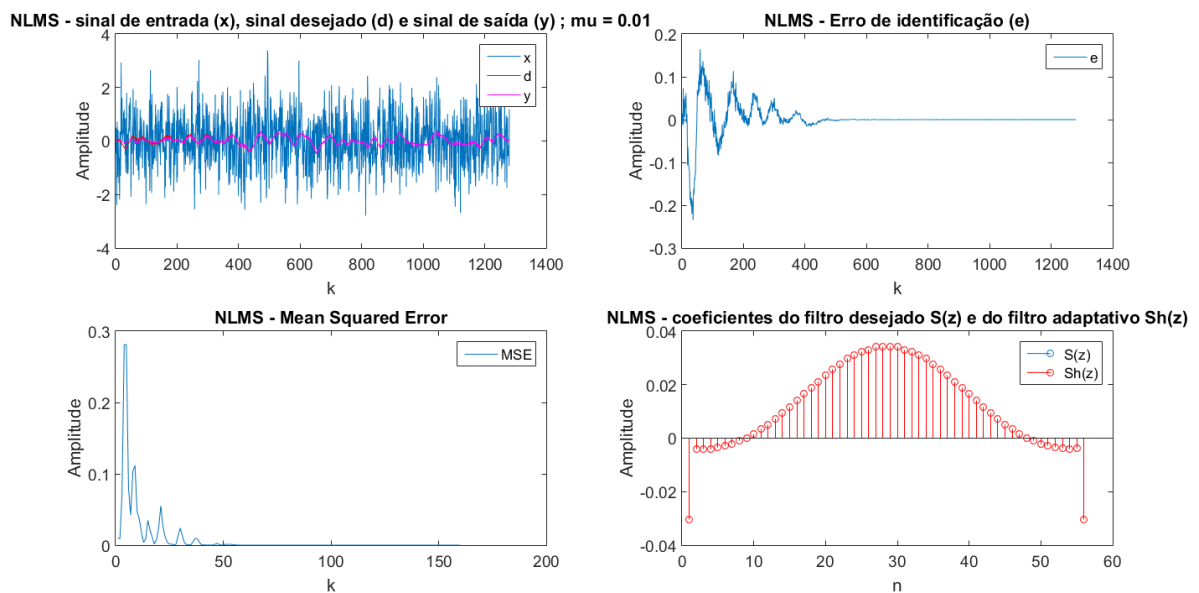 NLMS - sinal de entrada (x), sinal desejado (d) e sinal de saída (y) ; mu = 0.01
4
2
0
-2
-4
Amplitude
0 200 400 600 800 1000 1200 1400
k
x
d
y
NLMS - Erro de identificação (e)
0.2
0.1
0
-0.1
-0.2
-0.3
Amplitude
0 200 400 600 800 1000 1200 1400
k
e
NLMS - Mean Squared Error
0.3
0.2
0.1
0
Amplitude
0 50 100 150 200
k
MSE
NLMS - coeficientes do filtro desejado S(z) e do filtro adaptativo Sh(z)
0.04
0.02
0
-0.02
-0.04
Amplitude
0 10 20 30 40 50 60
n
S(z)
Sh(z)